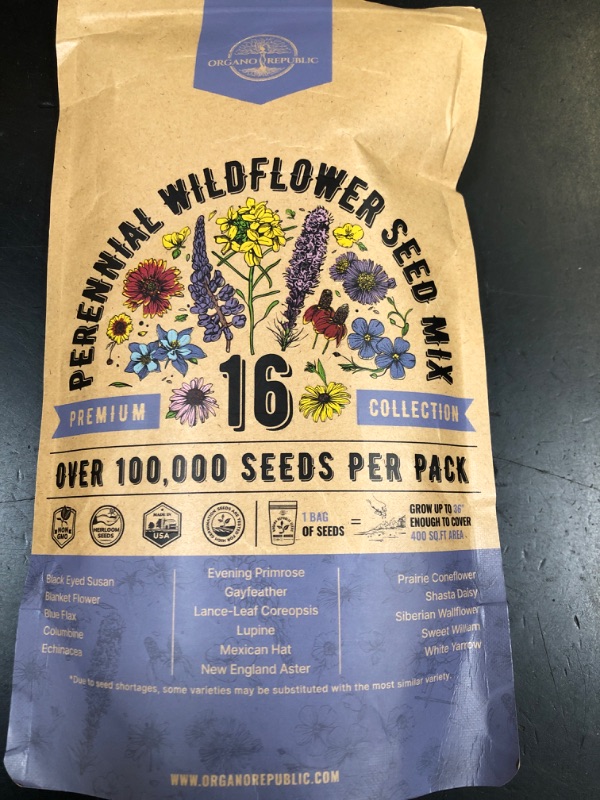 ORGANO REPUBLIC
PERENNIAL WILDFLOWER SEED MIX
16
PREMIUM
COLLECTION
OVER 100,000 SEEDS PER PACK
NON GMO
HEIRLOOM
SEEDS
MADE IN
USA
1 BAG
OF SEEDS
=
GROW UP TO 36"
ENOUGH TO COVER
400 SQ.FT AREA
Black Eyed Susan
Blanket Flower
Blue Flax
Columbine
Echinacea
Evening Primrose
Gayfeather
Lance-Leaf Coreopsis
Lupine
Mexican Hat
New England Aster
Prairie Coneflower
Shasta Daisy
Siberian Wallflower
Sweet William
White Yarrow
*Due to seed shortages, some varieties may be substituted with the most similar variety.
WWW.ORGANOREPUBLIC.COM